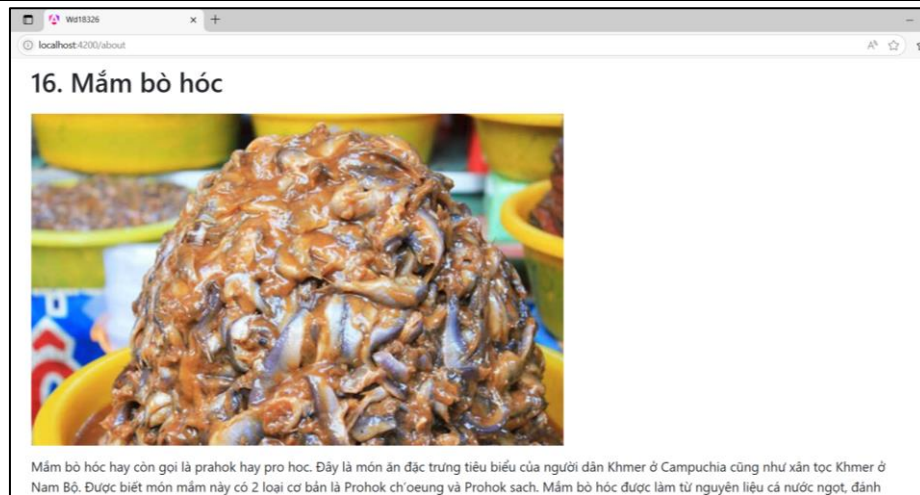 Wd18326
localhost:4200/about
16. Mắm bò hóc
Mắm bò hóc hay còn gọi là prahok hay pro hoc. Đây là món ăn đặc trưng tiêu biểu của người dân Khmer ở Campuchia cũng như xân tọc Khmer ở
Nam Bộ. Được biết món mắm này có 2 loại cơ bản là Prohok ch'oeung và Prohok sach. Mắm bò hóc được làm từ nguyên liệu cá nước ngọt, đánh